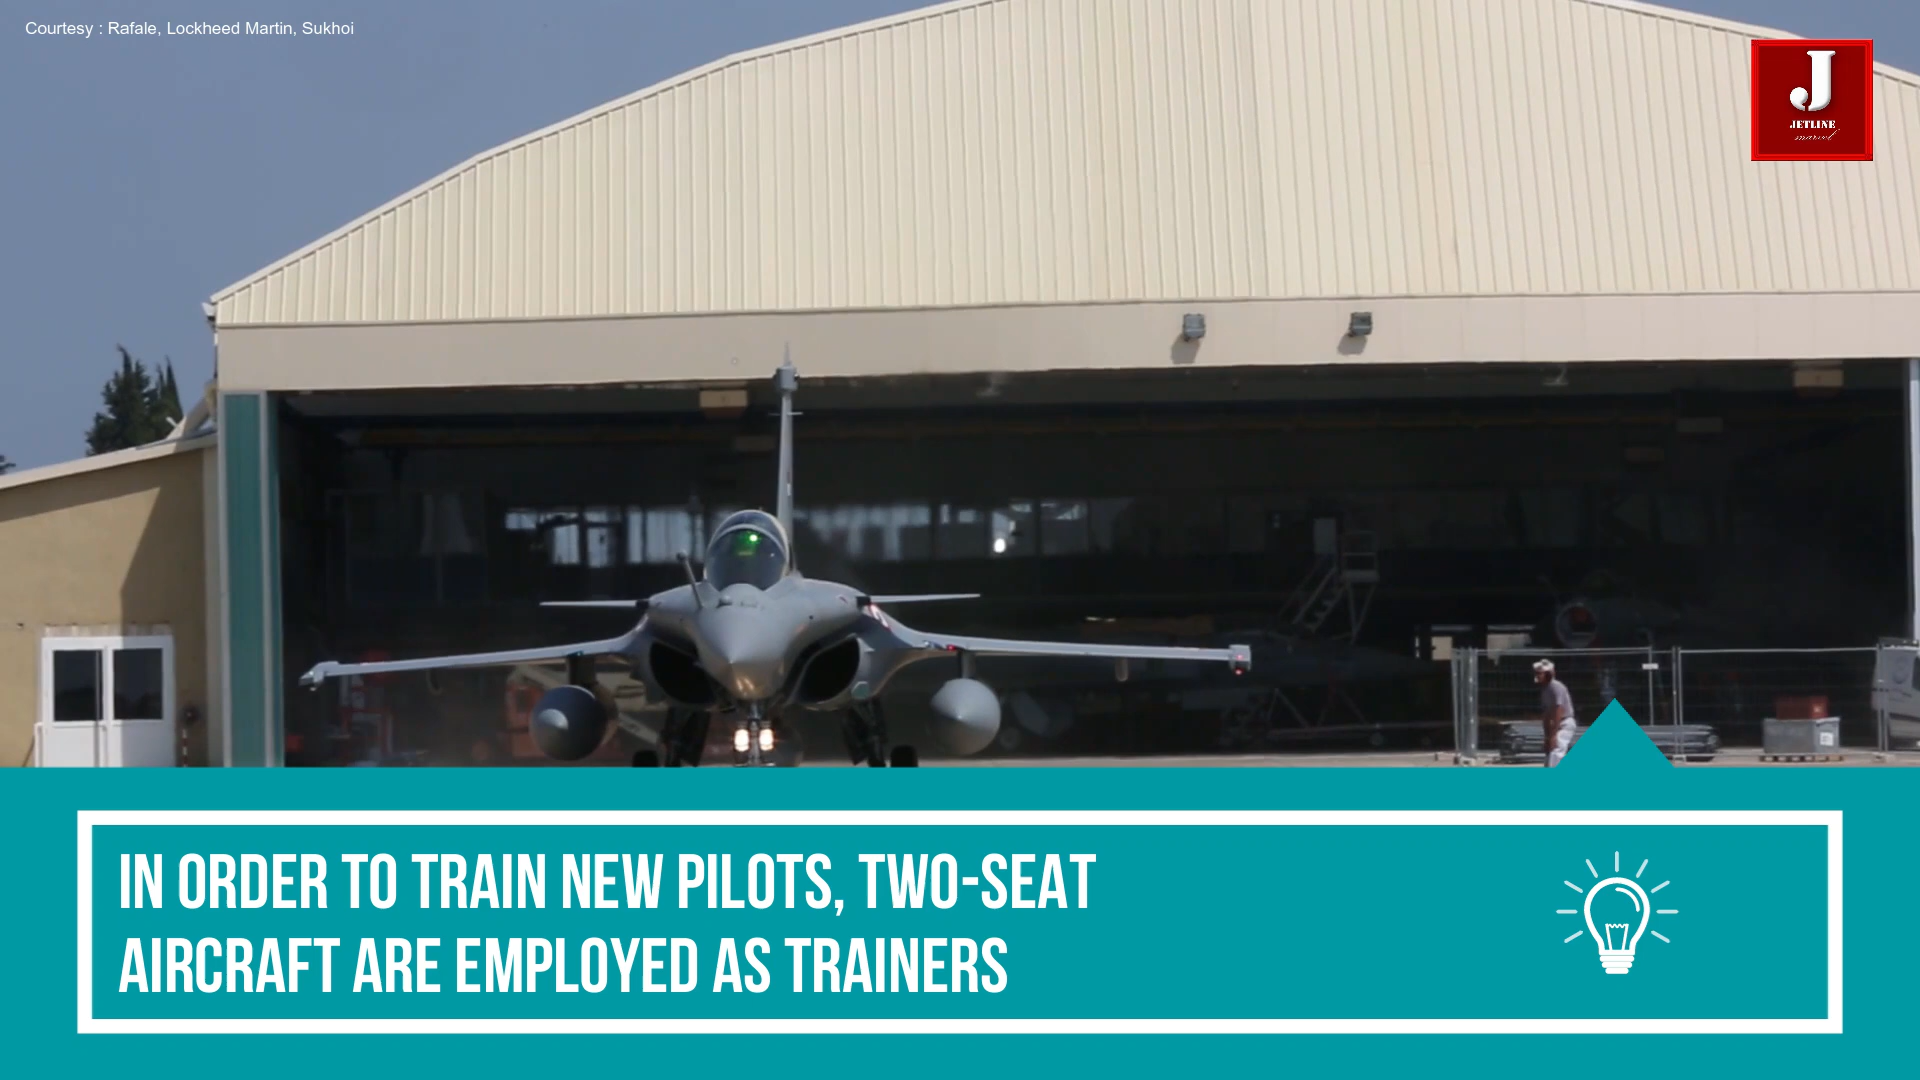 Courtesy : Rafale, Lockheed Martin, Sukhoi
J
JETLINE
marvel
IN ORDER TO TRAIN NEW PILOTS, TWO-SEAT
AIRCRAFT ARE EMPLOYED AS TRAINERS